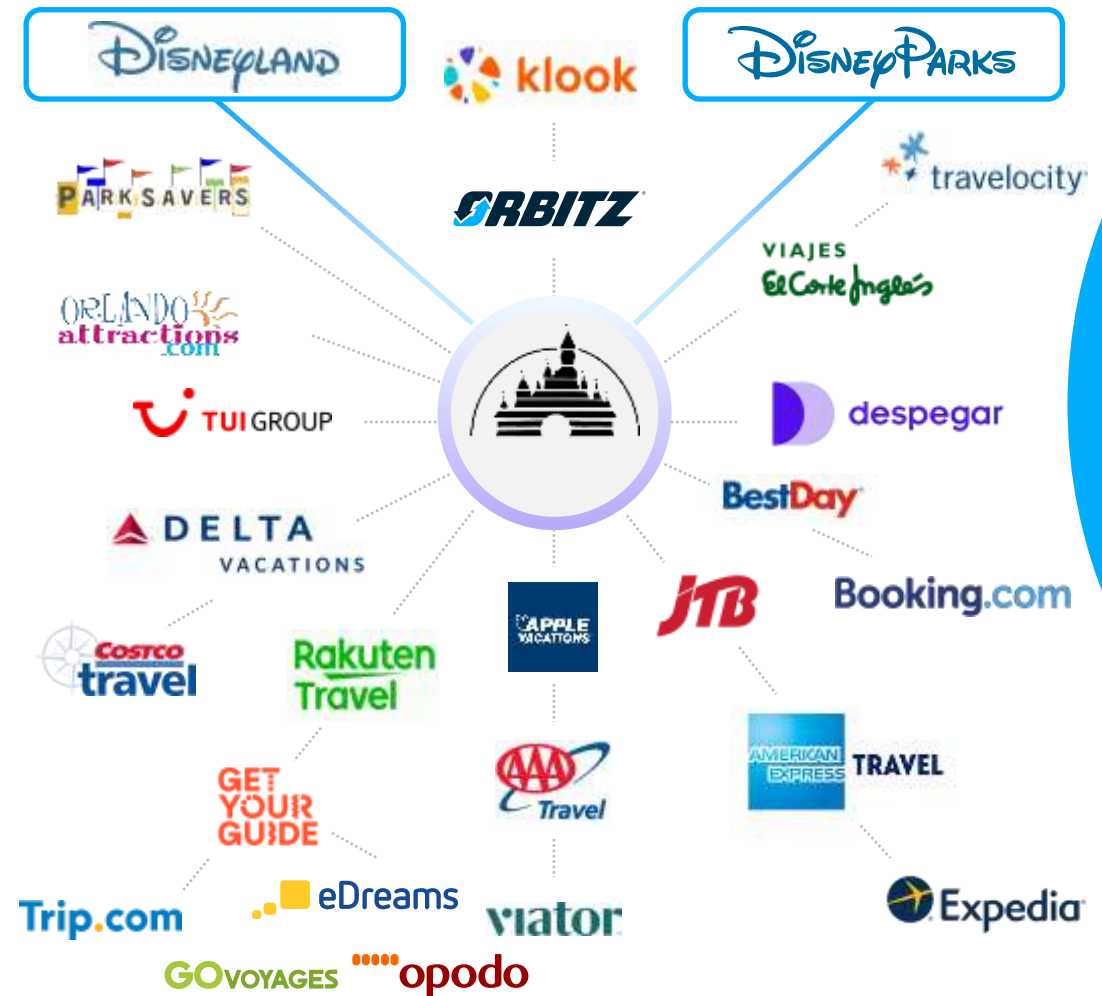 DISNEYLAND
klook
DISNEY PARKS
PARKSAVERS
travelocity
ORBITZ
VIAJES
El Corte Inglés
ORLANDO
attractions
.com
TUI GROUP
despegar
BestDay
DELTA
VACATIONS
APPLE
VACATIONS
JTB
Booking.com
COSTCO
travel
Rakuten
Travel
AAA
Travel
AMERICAN
EXPRESS
TRAVEL
GET
YOUR
GUIDE
Trip.com
eDreams
viator
Expedia
GOVOYAGES
opodo